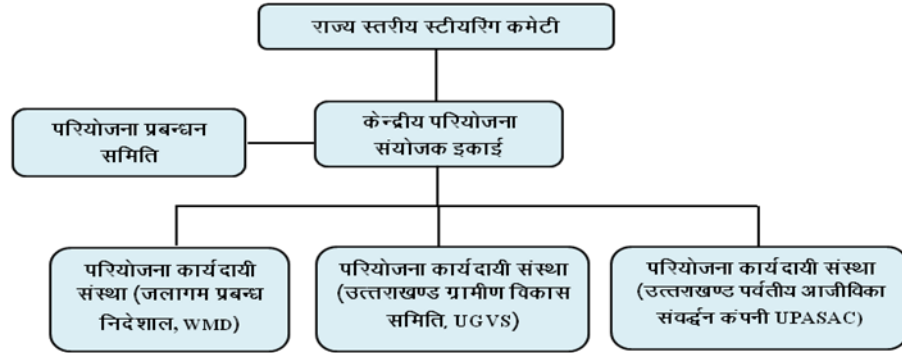 राज्य स्तरीय स्टीयरिंग कमेटी
परियोजना प्रबन्धन
समिति
केन्द्रीय परियोजना
संयोजक इकाई
परियोजना कार्यदायी
संस्था (जलागम प्रबन्ध
निदेशाल, WMD)
परियोजना कार्यदायी संस्था
(उत्तराखण्ड ग्रामीण विकास
समिति, UGVS)
परियोजना कार्यदायी संस्था
(उत्तराखण्ड पर्वतीय आजीविका
संवर्द्धन कंपनी UPASAC)